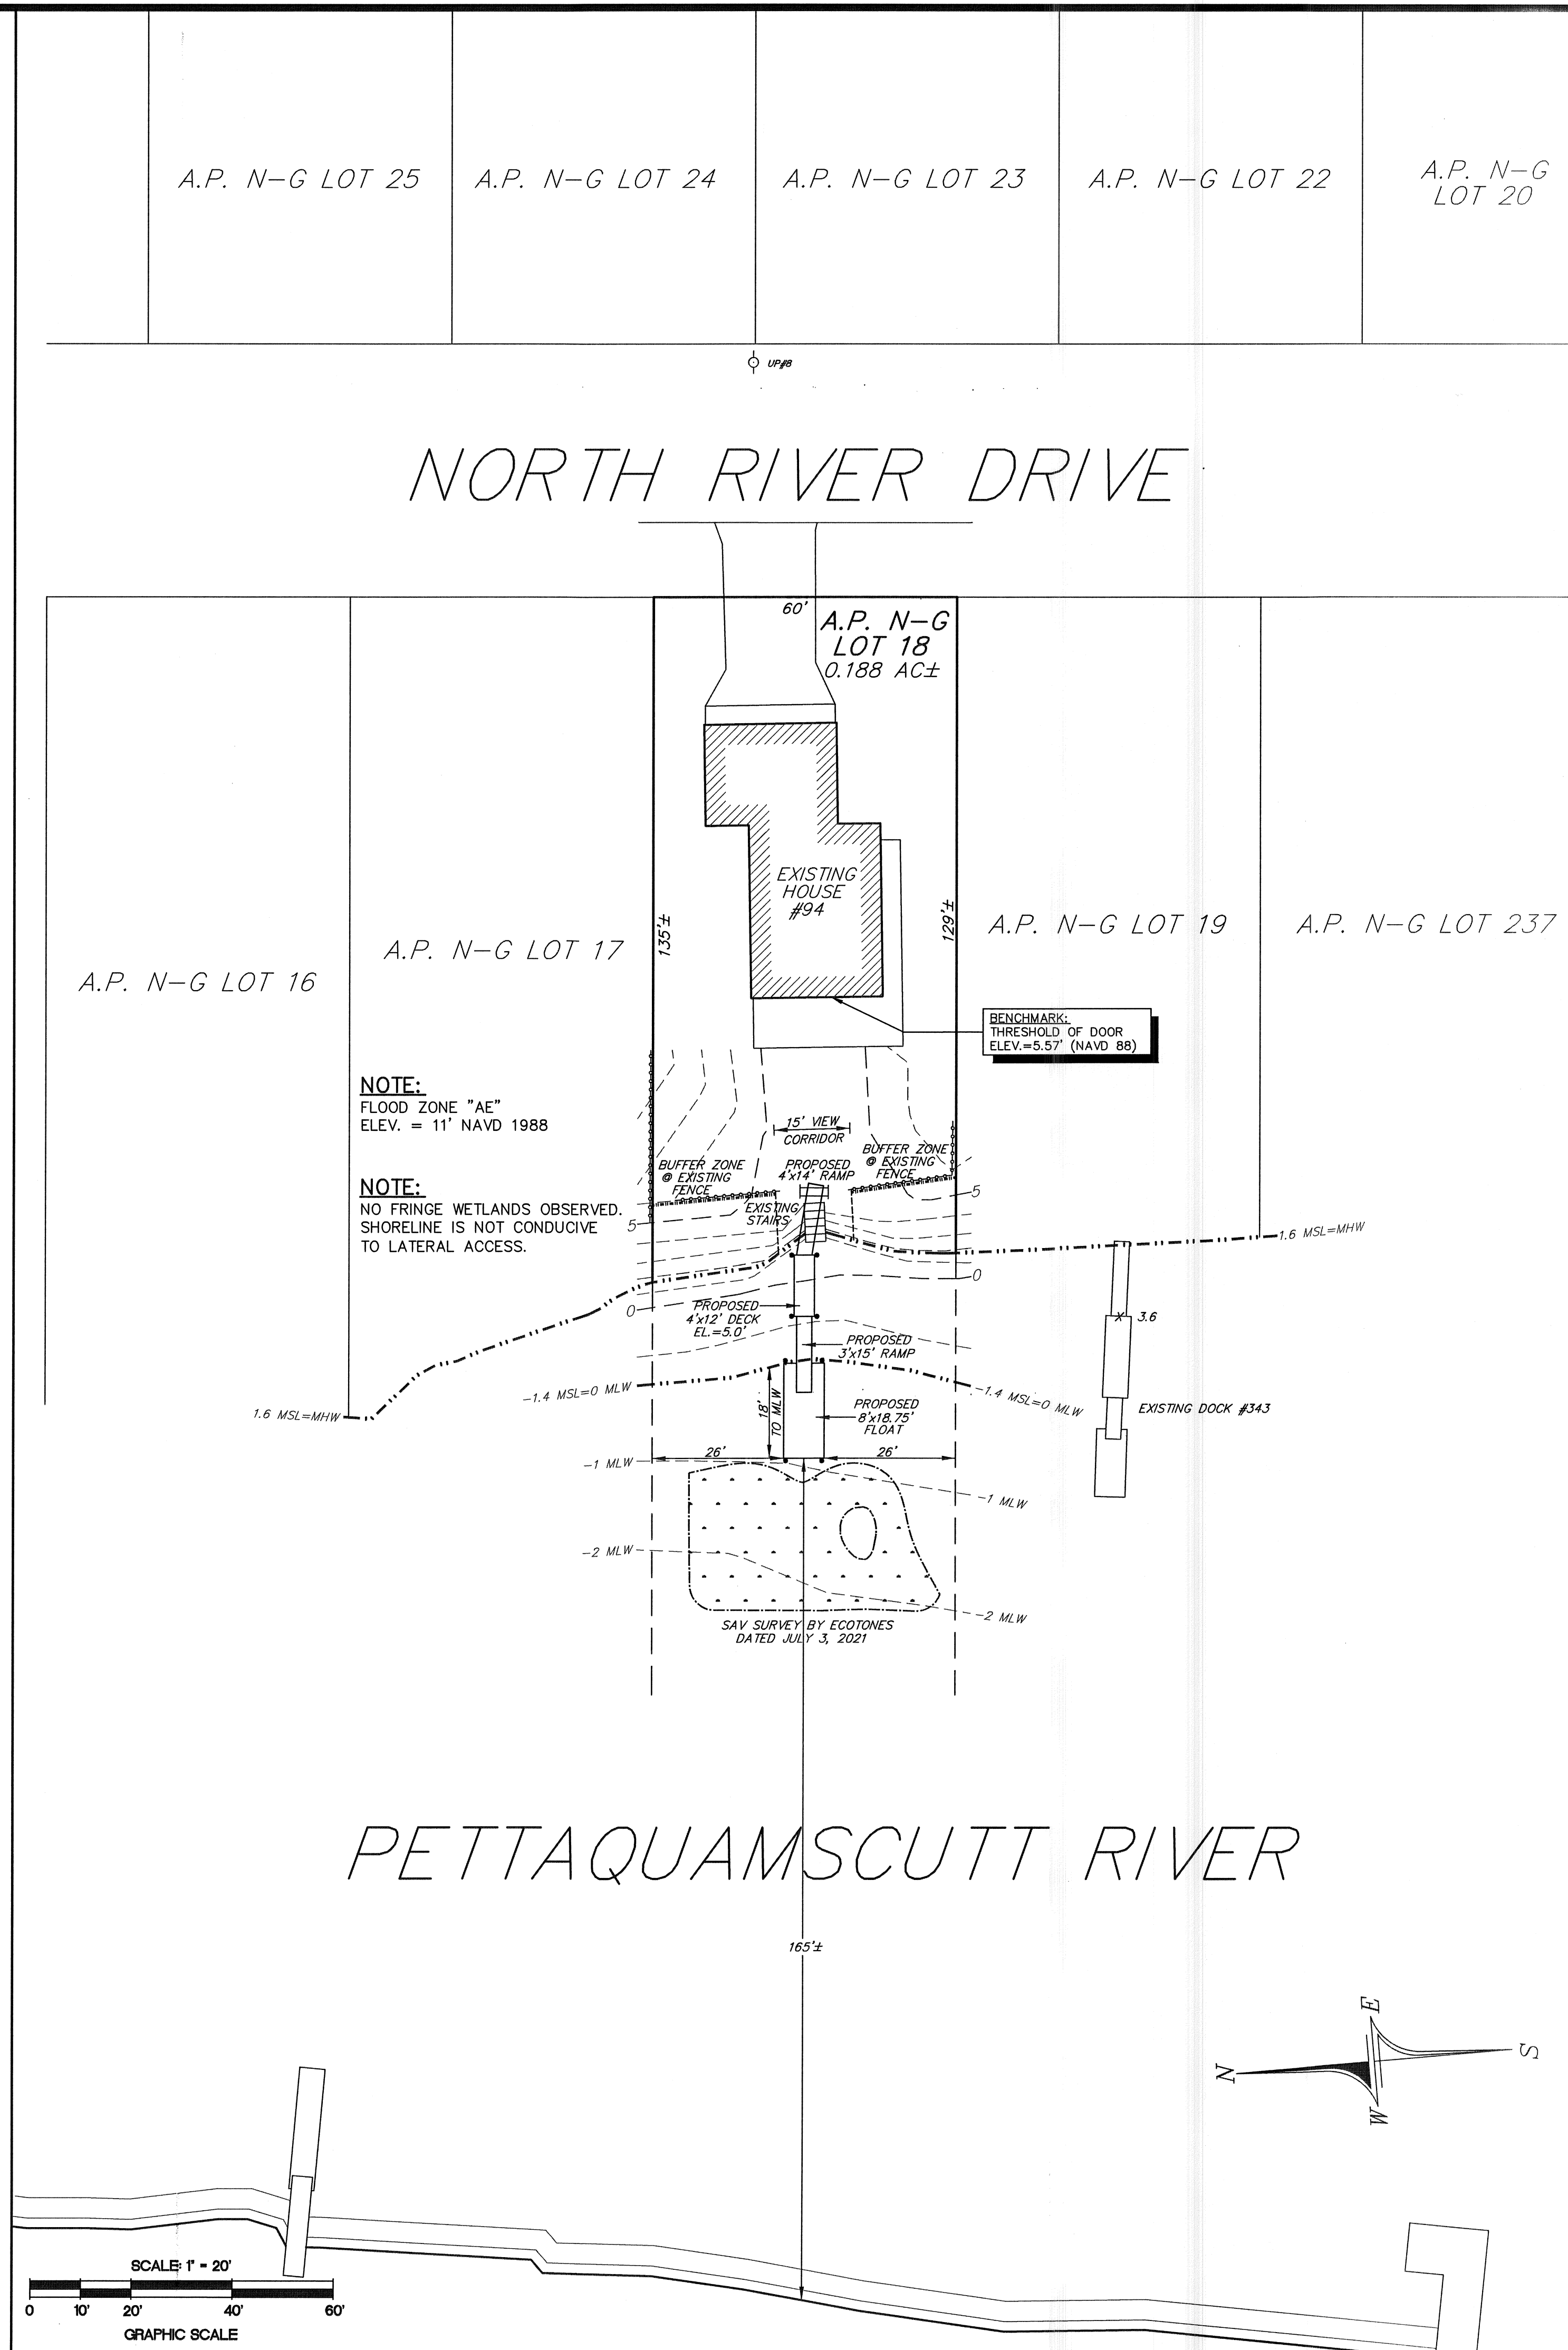 A.P. N-G LOT 25
A.P. N-G LOT 24
A.P. N-G LOT 23
A.P. N-G LOT 22
A.P. N-G
LOT 20
UP#8
NORTH RIVER DRIVE
60'
A.P. N-G
LOT 18
0.188 AC±
EXISTING
HOUSE
#94
135'±
129'±
A.P. N-G LOT 16
A.P. N-G LOT 17
A.P. N-G LOT 19
A.P. N-G LOT 237
BENCHMARK:
THRESHOLD OF DOOR
ELEV.=5.57' (NAVD 88)
NOTE:
FLOOD ZONE "AE"
ELEV. = 11' NAVD 1988
NOTE:
NO FRINGE WETLANDS OBSERVED.
SHORELINE IS NOT CONDUCIVE
TO LATERAL ACCESS.
15' VIEW
CORRIDOR
BUFFER ZONE
@ EXISTING
FENCE
PROPOSED
4'x14' RAMP
BUFFER ZONE
@ EXISTING
FENCE
EXISTING
STAIRS
5
5
1.6 MSL=MHW
0
0
PROPOSED
4'x12' DECK
EL.=5.0'
3.6
PROPOSED
3'x15' RAMP
-1.4 MSL=0 MLW
-1.4 MSL=0 MLW
1.6 MSL=MHW
18'
TO MLW
PROPOSED
8'x18.75'
FLOAT
EXISTING DOCK #343
26'
26'
-1 MLW
-1 MLW
-2 MLW
-2 MLW
SAV SURVEY BY ECOTONES
DATED JULY 3, 2021
PETTAQUAMSCUTT RIVER
165'±
E
N
S
W
SCALE: 1" = 20'
0 10' 20' 40' 60'
GRAPHIC SCALE